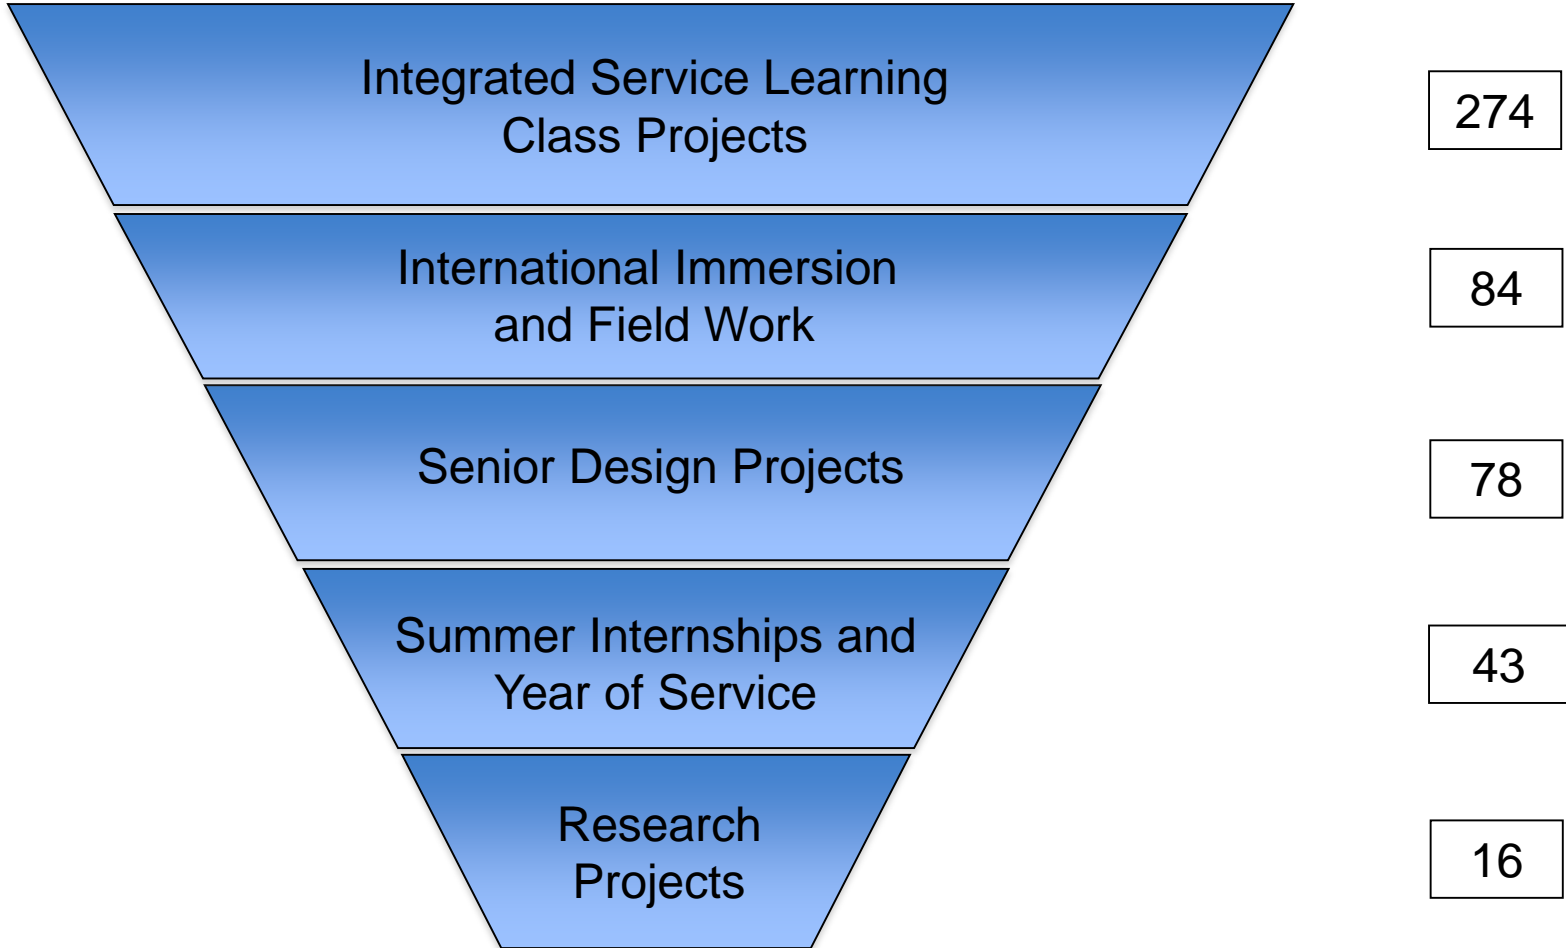 Integrated Service Learning
Class Projects
274
International Immersion
and Field Work
84
Senior Design Projects
78
Summer Internships and
Year of Service
43
Research
Projects
16